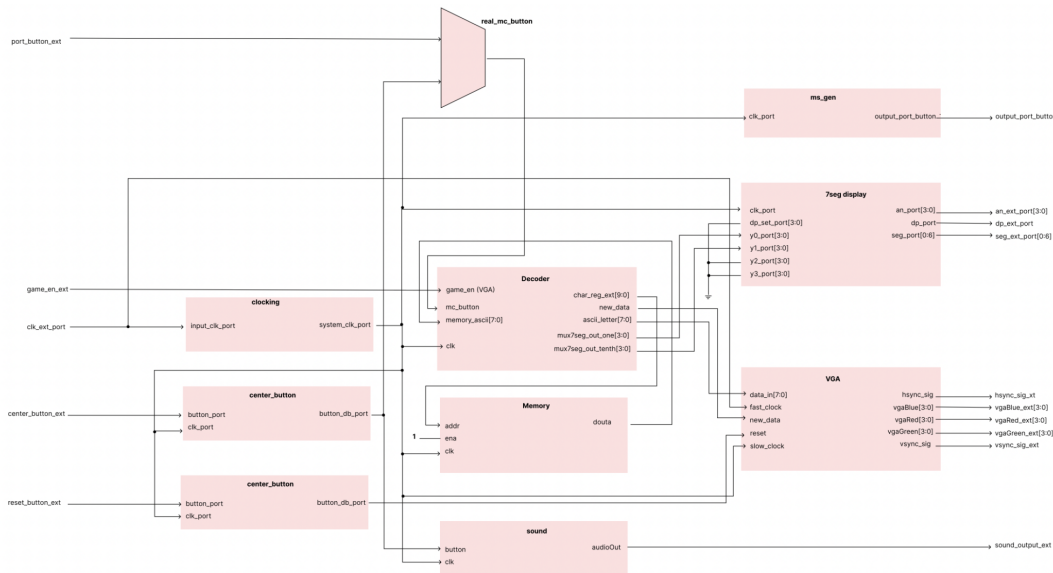 real_mc_button
port_button_ext
ms_gen
clk_port
output_port_button_1
output_port_butto
7seg display
clk_port
an_port[3:0]
an_ext_port[3:0]
dp_set_port[3:0]
dp_port
dp_ext_port
y0_port[3:0]
seg_port[0:6]
seg_ext_port[0:6]
y1_port[3:0]
y2_port[3:0]
y3_port[3:0]
Decoder
game_en_ext
game_en (VGA)
char_reg_ext[9:0]
mc_button
new_data
memory_ascii[7:0]
ascii_letter[7:0]
mux7seg_out_one[3:0]
clk
mux7seg_out_tenth[3:0]
clocking
clk_ext_port
input_clk_port
system_clk_port
VGA
data_in[7:0]
hsync_sig
hsync_sig_xt
fast_clock
vgaBlue[3:0]
vgaBlue_ext[3:0]
new_data
vgaRed[3:0]
vgaRed_ext[3:0]
reset
vgaGreen[3:0]
vgaGreen_ext[3:0]
slow_clock
vsync_sig
vsync_sig_ext
center_button
center_button_ext
button_port
button_db_port
clk_port
Memory
addr
douta
1
ena
clk
center_button
reset_button_ext
button_port
button_db_port
clk_port
sound
button
audioOut
sound_output_ext
clk